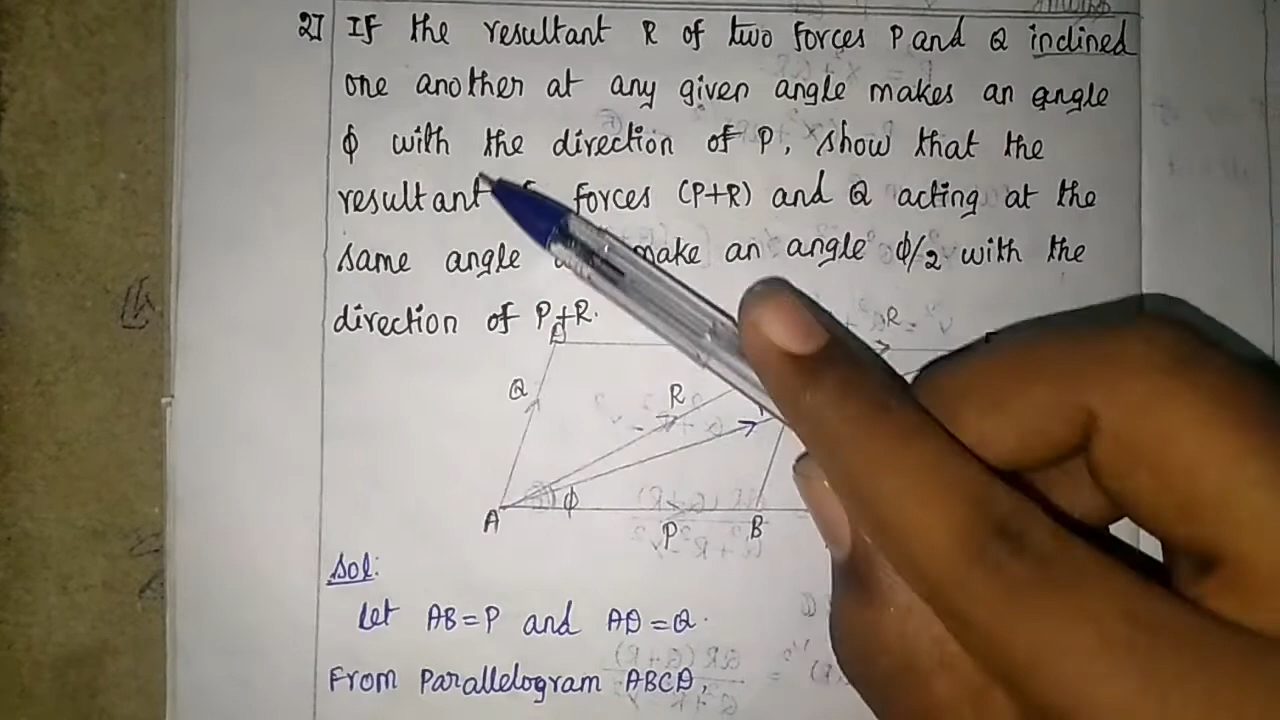 2] If the resultant R of two forces P and Q inclined
one another at any given angle makes an angle
ϕ with the direction of P, show that the
resultant forces (P+R) and Q acting at the
same angle make an angle ϕ/2 with the
direction of P+R.
D
R
Q
R
ϕ
A
P
B
Sol:
Let AB=P and AD=Q.
From Parallelogram ABCD,